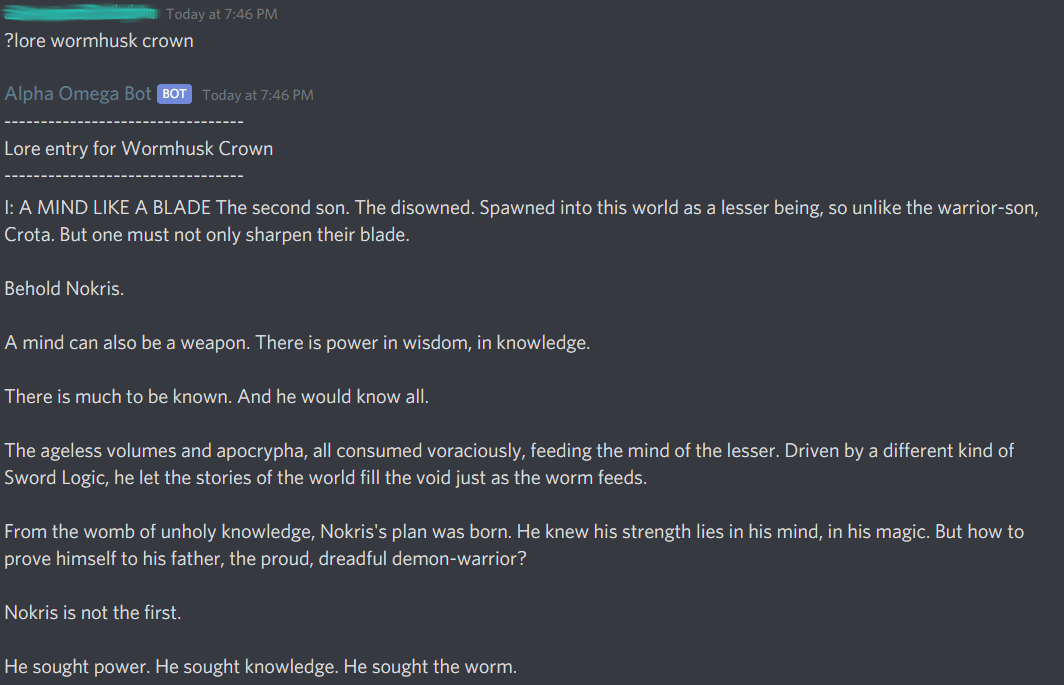 Today at 7:46 PM
?lore wormhusk crown
Alpha Omega Bot BOT Today at 7:46 PM
---------------------------------
Lore entry for Wormhusk Crown
---------------------------------
I: A MIND LIKE A BLADE The second son. The disowned. Spawned into this world as a lesser being, so unlike the warrior-son,
Crota. But one must not only sharpen their blade.
Behold Nokris.
A mind can also be a weapon. There is power in wisdom, in knowledge.
There is much to be known. And he would know all.
The ageless volumes and apocrypha, all consumed voraciously, feeding the mind of the lesser. Driven by a different kind of
Sword Logic, he let the stories of the world fill the void just as the worm feeds.
From the womb of unholy knowledge, Nokris's plan was born. He knew his strength lies in his mind, in his magic. But how to
prove himself to his father, the proud, dreadful demon-warrior?
Nokris is not the first.
He sought power. He sought knowledge. He sought the worm.